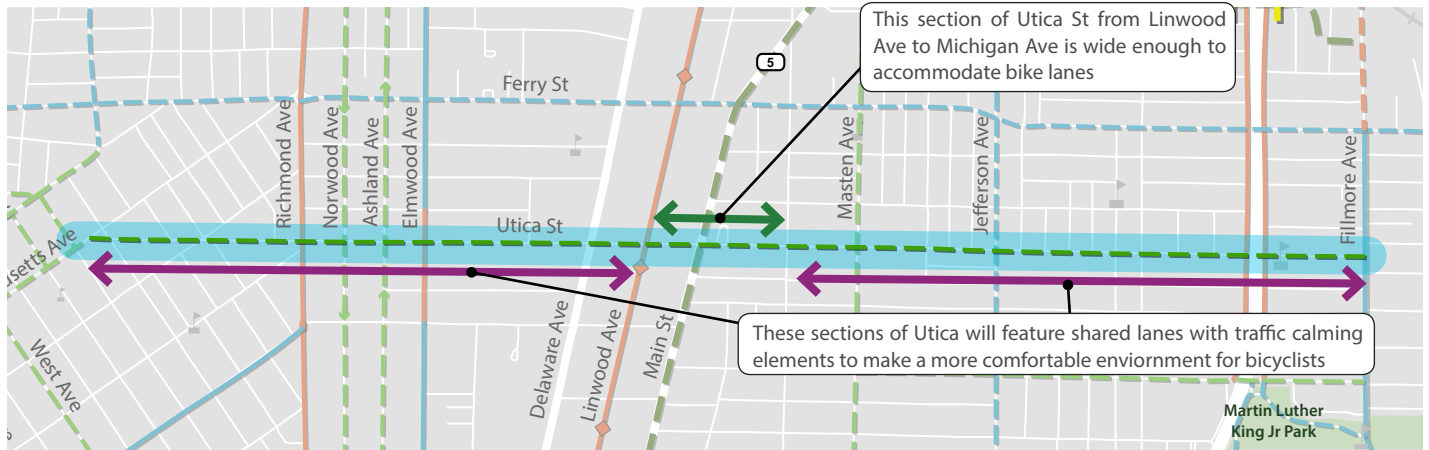 This section of Utica St from Linwood
Ave to Michigan Ave is wide enough to
accommodate bike lanes
5
Ferry St
Richmond Ave
Norwood Ave
Ashland Ave
Elmwood Ave
Masten Ave
Jefferson Ave
Fillmore Ave
Utica St
usetts Ave
West Ave
Delaware Ave
Linwood Ave
Main St
These sections of Utica will feature shared lanes with traffic calming
elements to make a more comfortable enviornment for bicyclists
Martin Luther
King Jr Park